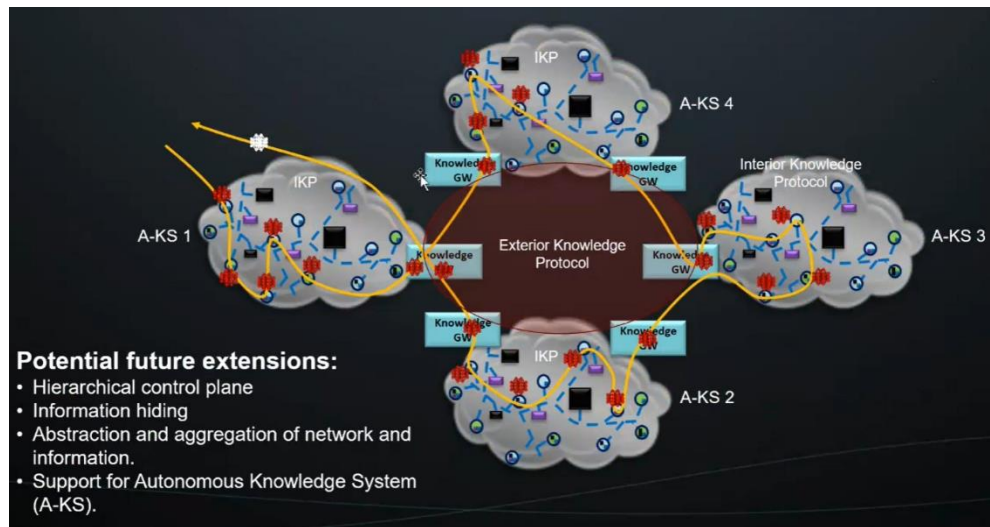 IKP
A-KS 4
Knowledge
GW
Knowledge
GW
IKP
Interior Knowledge
Protocol
A-KS 1
Exterior Knowledge
Protocol
A-KS 3
Knowledge
Knowledge
GW
Knowledge
GW
Knowledge
GW
IKP
A-KS 2
Potential future extensions:
• Hierarchical control plane
• Information hiding
• Abstraction and aggregation of network and
information.
• Support for Autonomous Knowledge System
(A-KS).